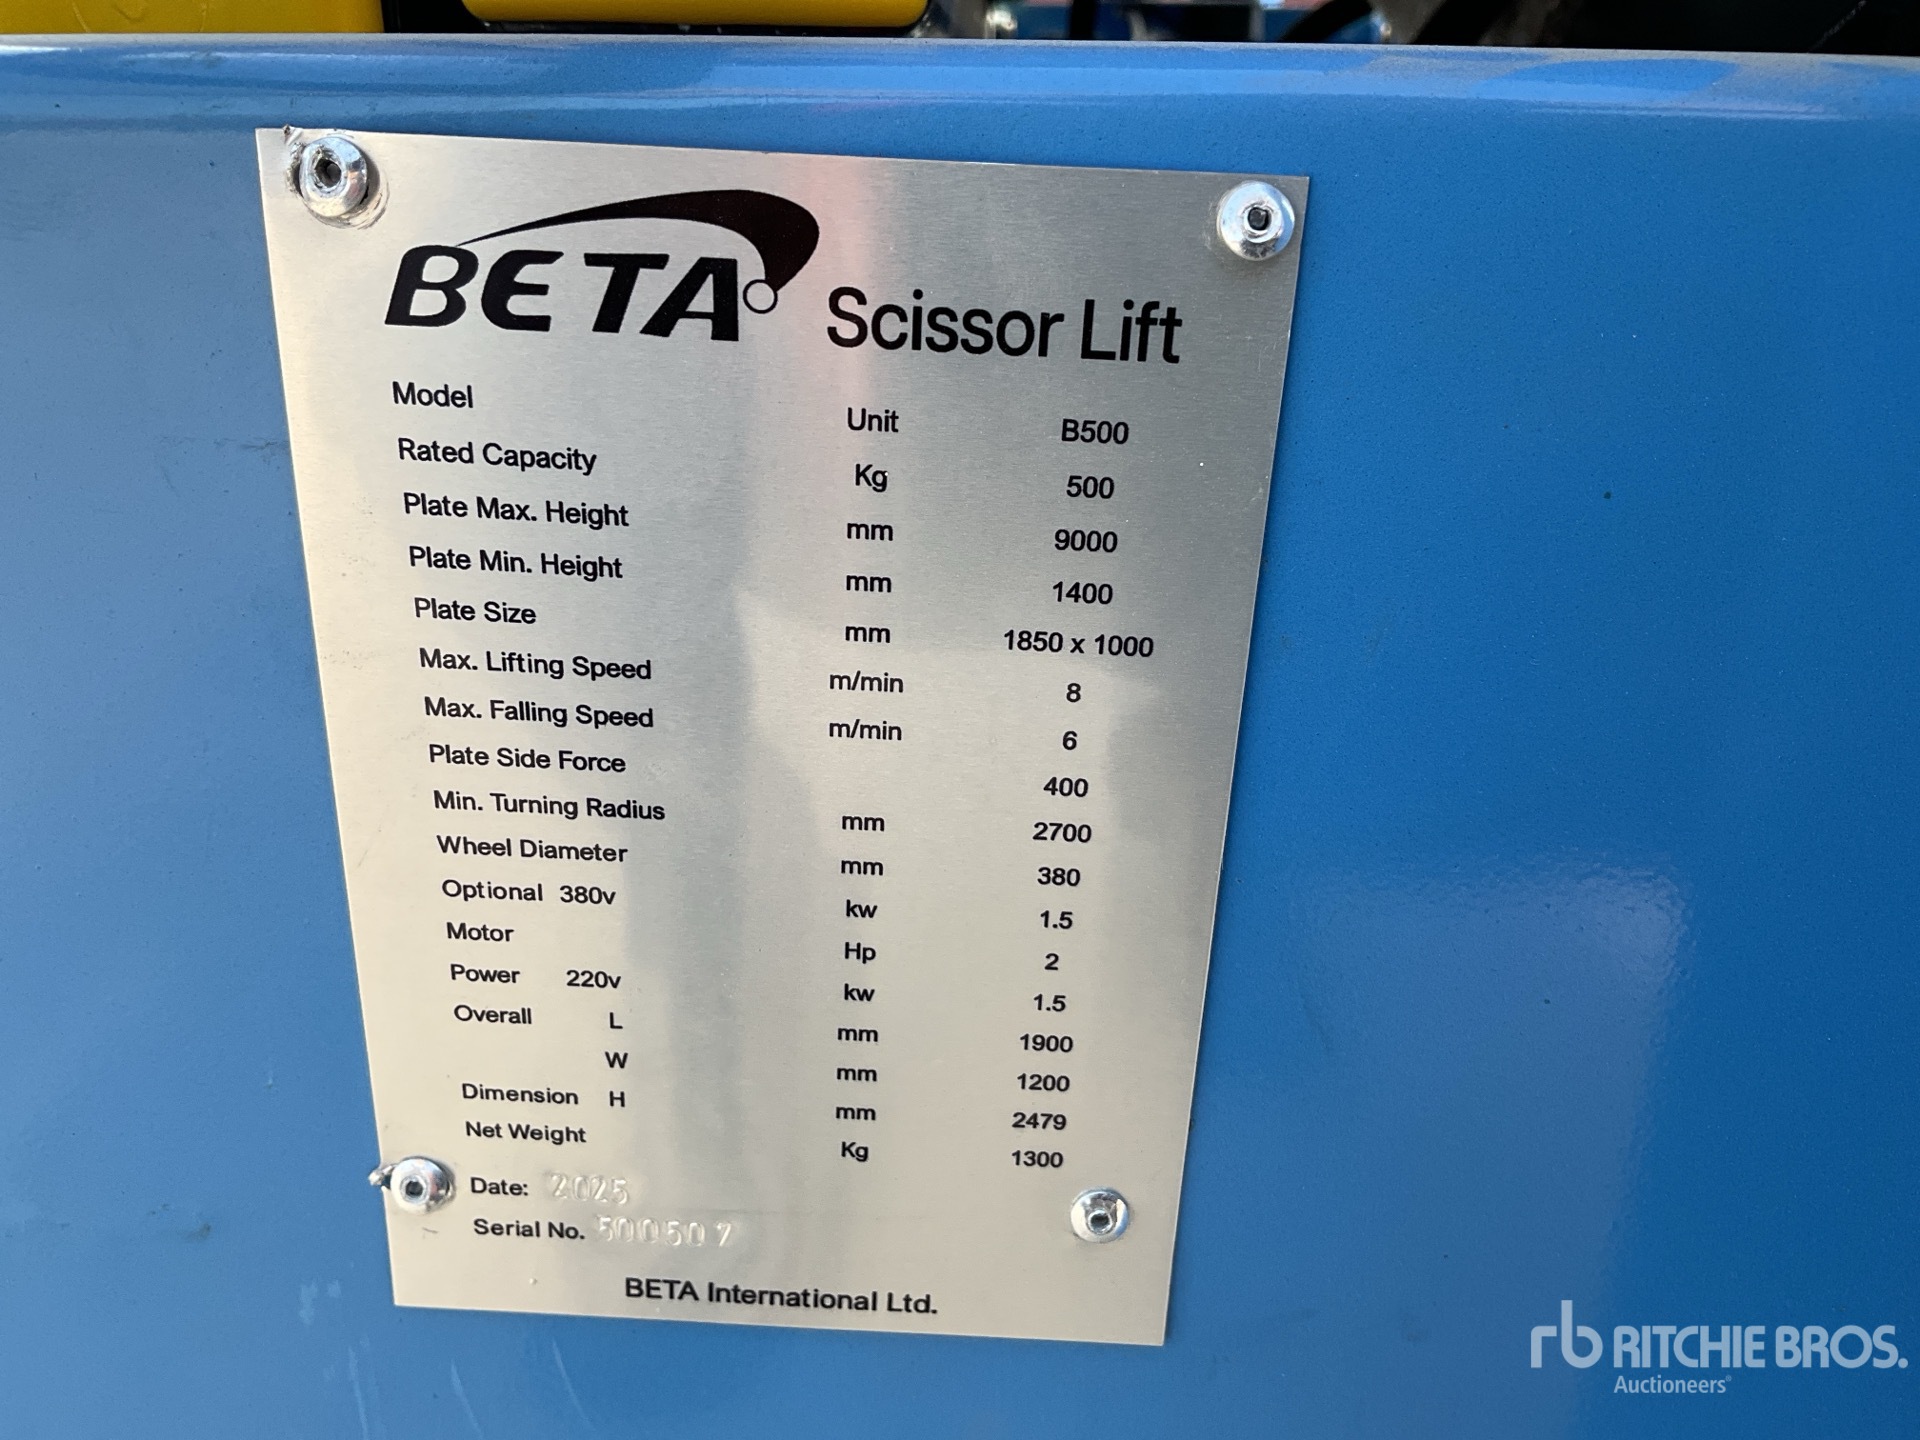 BETA Scissor Lift
Model Unit B500
Rated Capacity Kg 500
Plate Max. Height mm 9000
Plate Min. Height mm 1400
Plate Size mm 1850 x 1000
Max. Lifting Speed m/min 8
Max. Falling Speed m/min 6
Plate Side Force 400
Min. Turning Radius mm 2700
Wheel Diameter mm 380
Optional 380v kw 1.5
Motor Hp 2
Power 220v kw 1.5
Overall L mm 1900
W mm 1200
Dimension H mm 2479
Net Weight Kg 1300
Date: 2025
Serial No. 500507
BETA International Ltd.
rb RITCHIE BROS.
Auctioneers